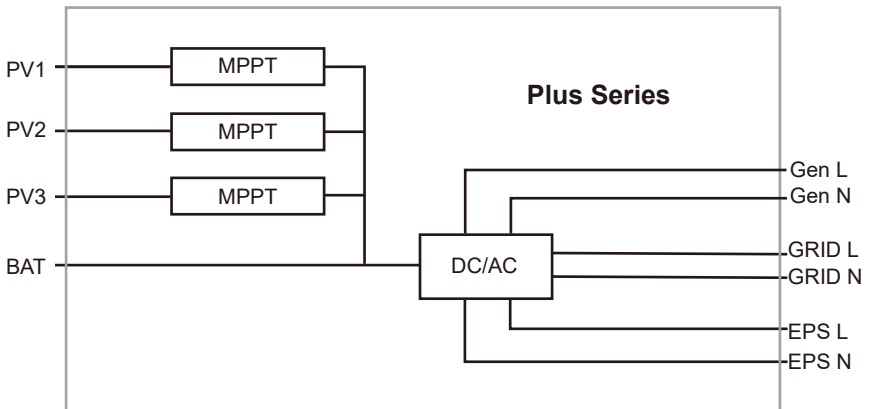 PV1
MPPT
Plus Series
PV2
MPPT
PV3
MPPT
Gen L
Gen N
BAT
DC/AC
GRID L
GRID N
EPS L
EPS N